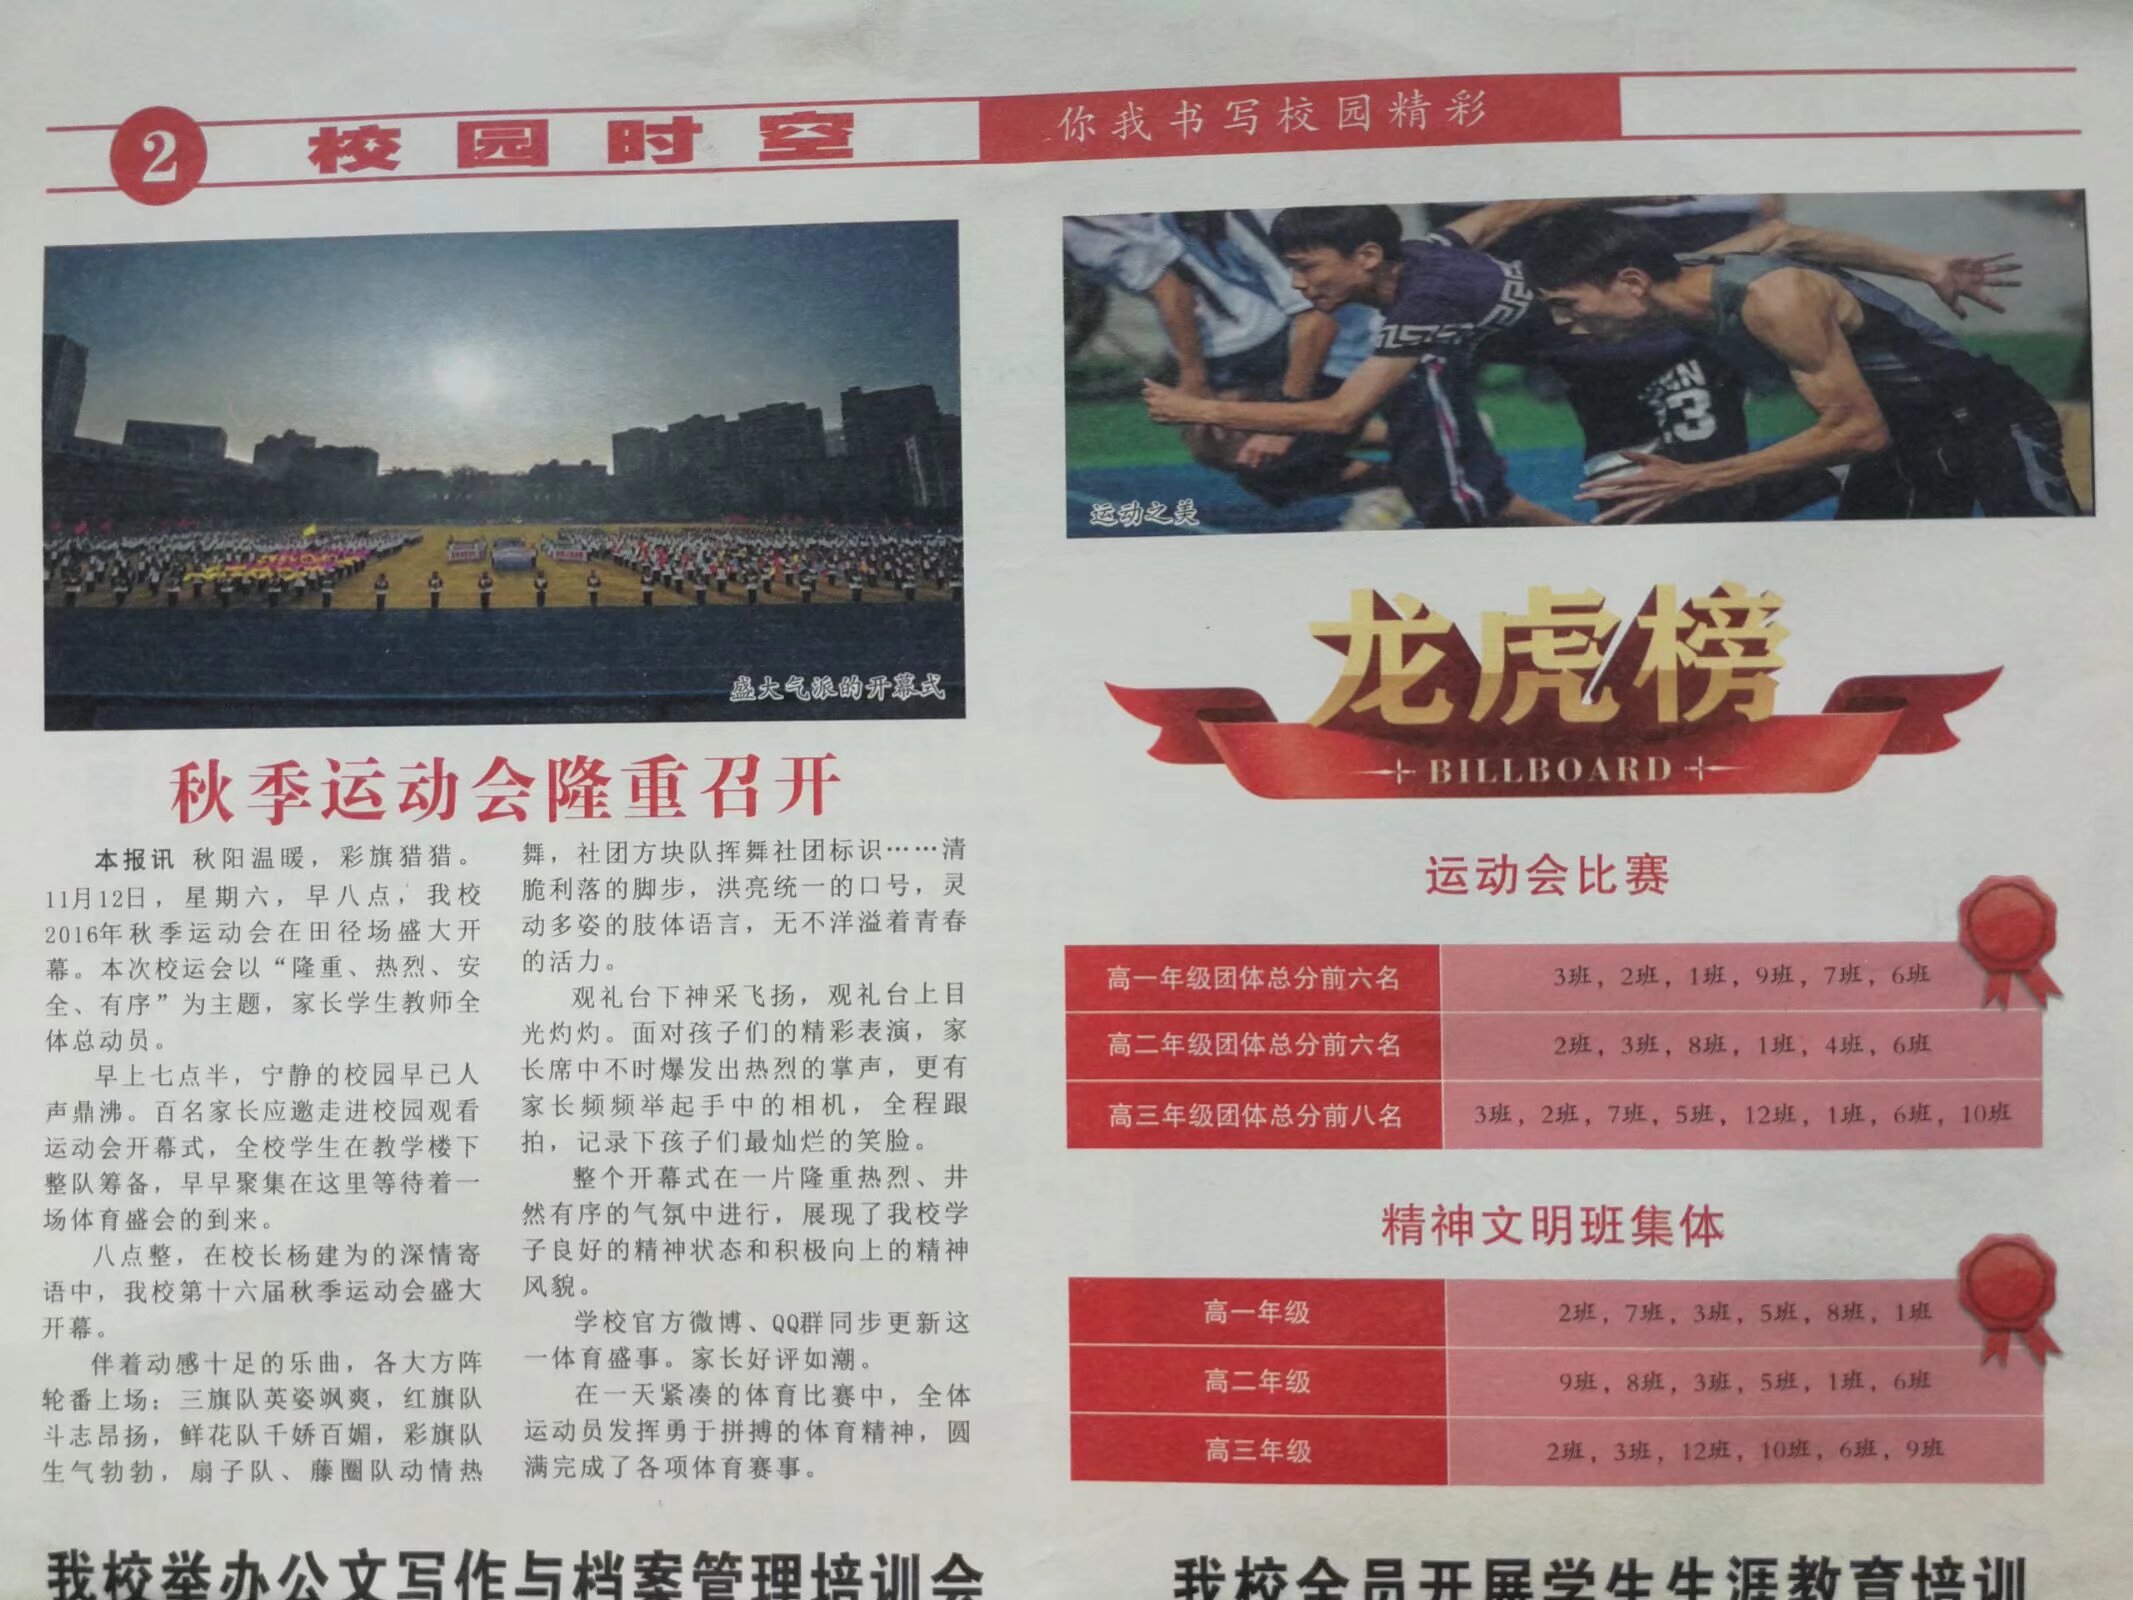 2
校园时空
你我书写校园精彩
盛大气派的开幕式
秋季运动会隆重召开
本报讯 秋阳温暖，彩旗猎猎。
11月12日，星期六，早八点，我校
2016年秋季运动会在田径场盛大开
幕。本次校运会以“隆重、热烈、安
全、有序”为主题，家长学生教师全
体总动员。
早上七点半，宁静的校园早已人
声鼎沸。百名家长应邀走进校园观看
运动会开幕式，全校学生在教学楼下
整队筹备，早早聚集在这里等待着一
场体育盛会的到来。
八点整，在校长杨建为的深情寄
语中，我校第十六届秋季运动会盛大
开幕。
伴着动感十足的乐曲，各大方阵
轮番上场：三旗队英姿飒爽，红旗队
斗志昂扬，鲜花队千娇百媚，彩旗队
生气勃勃，扇子队、藤圈队动情热
舞，社团方块队挥舞社团标识……清
脆利落的脚步，洪亮统一的口号，灵
动多姿的肢体语言，无不洋溢着青春
的活力。
观礼台下神采飞扬，观礼台上目
光灼灼。面对孩子们的精彩表演，家
长席中不时爆发出热烈的掌声，更有
家长频频举起手中的相机，全程跟
拍，记录下孩子们最灿烂的笑脸。
整个开幕式在一片隆重热烈、井
然有序的气氛中进行，展现了我校学
子良好的精神状态和积极向上的精神
风貌。
学校官方微博、QQ群同步更新这
一体育盛事。家长好评如潮。
在一天紧凑的体育比赛中，全体
运动员发挥勇于拼搏的体育精神，圆
满完成了各项体育赛事。
运动之美
龙虎榜
BILLBOARD
运动会比赛
高一年级团体总分前六名 3班，2班，1班，9班，7班，6班
高二年级团体总分前六名 2班，3班，8班，1班，4班，6班
高三年级团体总分前八名 3班，2班，7班，5班，12班，1班，6班，10班
精神文明班集体
高一年级 2班，7班，3班，5班，8班，1班
高二年级 9班，8班，3班，5班，1班，6班
高三年级 2班，3班，12班，10班，6班，9班
我校举办公文写作与档案管理培训会
我校全员开展学生生涯教育培训